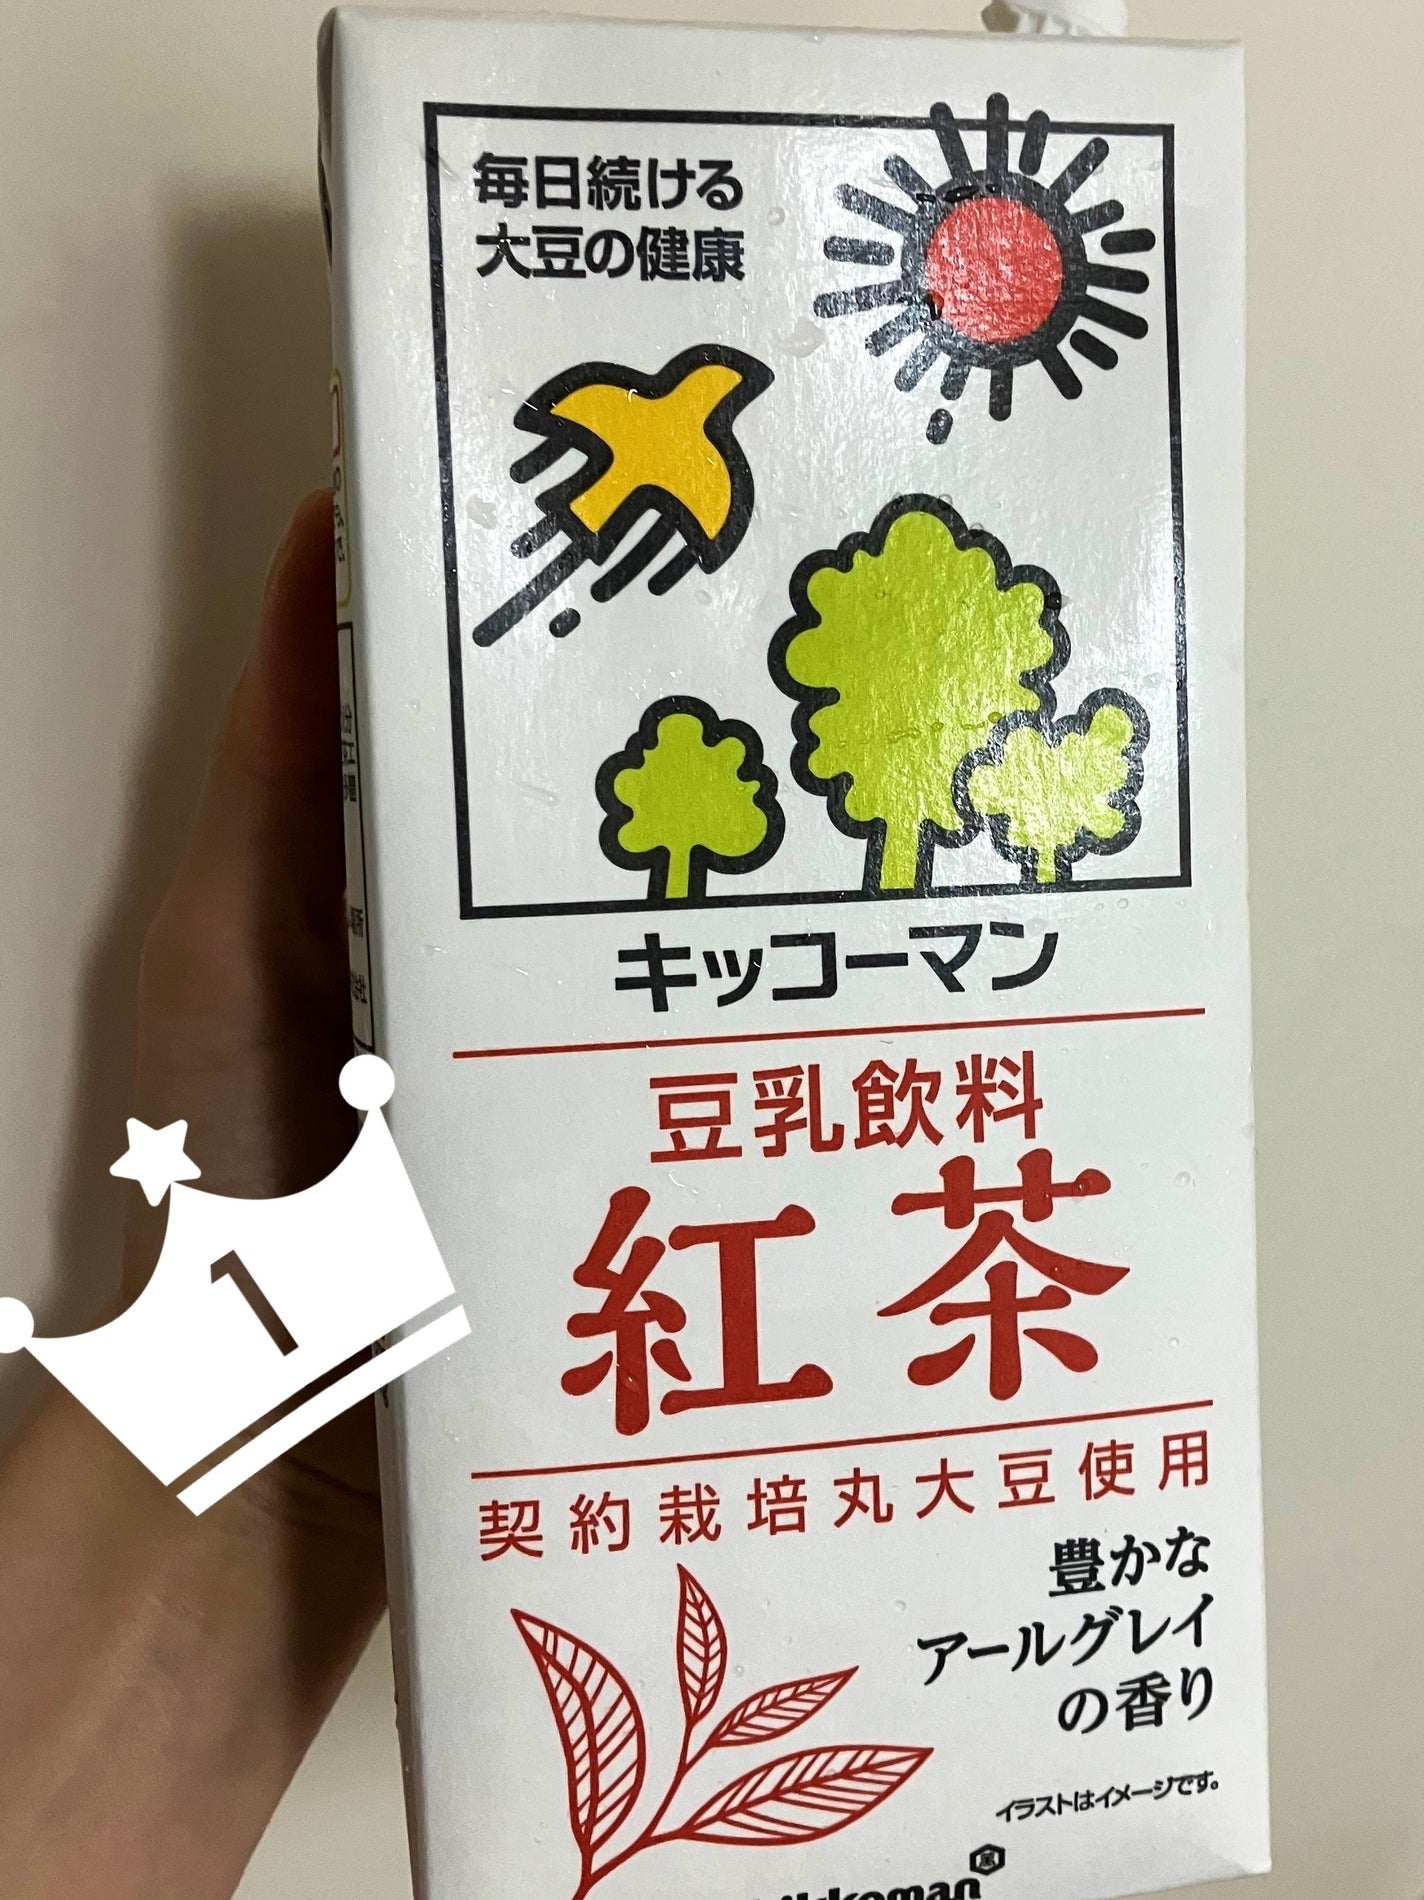 毎日続ける
大豆の健康
キッコーマン
豆乳飲料
紅茶
契約栽培丸大豆使用
豊かな
アールグレイ
の香り
イラストはイメージです。
kikkoman
1